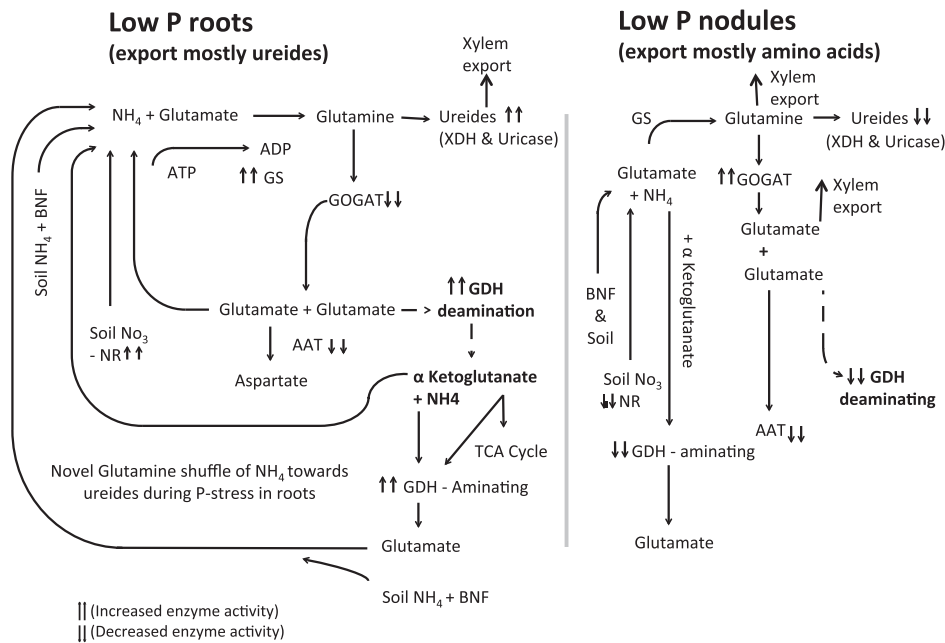 Low P roots
(export mostly ureides)
Xylem
export
NH4 + Glutamate
Glutamine
Ureides ↑↑
(XDH & Uricase)
ATP
ADP
↑↑ GS
GOGAT↓↓
Soil NH4 + BNF
Soil No3
- NR↑↑
Glutamate + Glutamate
↑↑GDH
deamination
AAT ↓↓
Aspartate
α Ketoglutanate
+ NH4
TCA Cycle
Novel Glutamine shuffle of NH4 towards
ureides during P-stress in roots
↑↑ GDH - Aminating
Glutamate
Soil NH4 + BNF
⇈ (Increased enzyme activity)
⇊ (Decreased enzyme activity)
Low P nodules
(export mostly amino acids)
Xylem
export
GS
Glutamine
Ureides ↓↓
(XDH & Uricase)
Glutamate
+ NH4
↑↑GOGAT
Xylem
export
Glutamate
+
Glutamate
+ α Ketoglutanate
BNF
&
Soil
Soil No3
↓↓NR
↓↓ GDH
deaminating
AAT↓↓
↓↓GDH - aminating
Glutamate